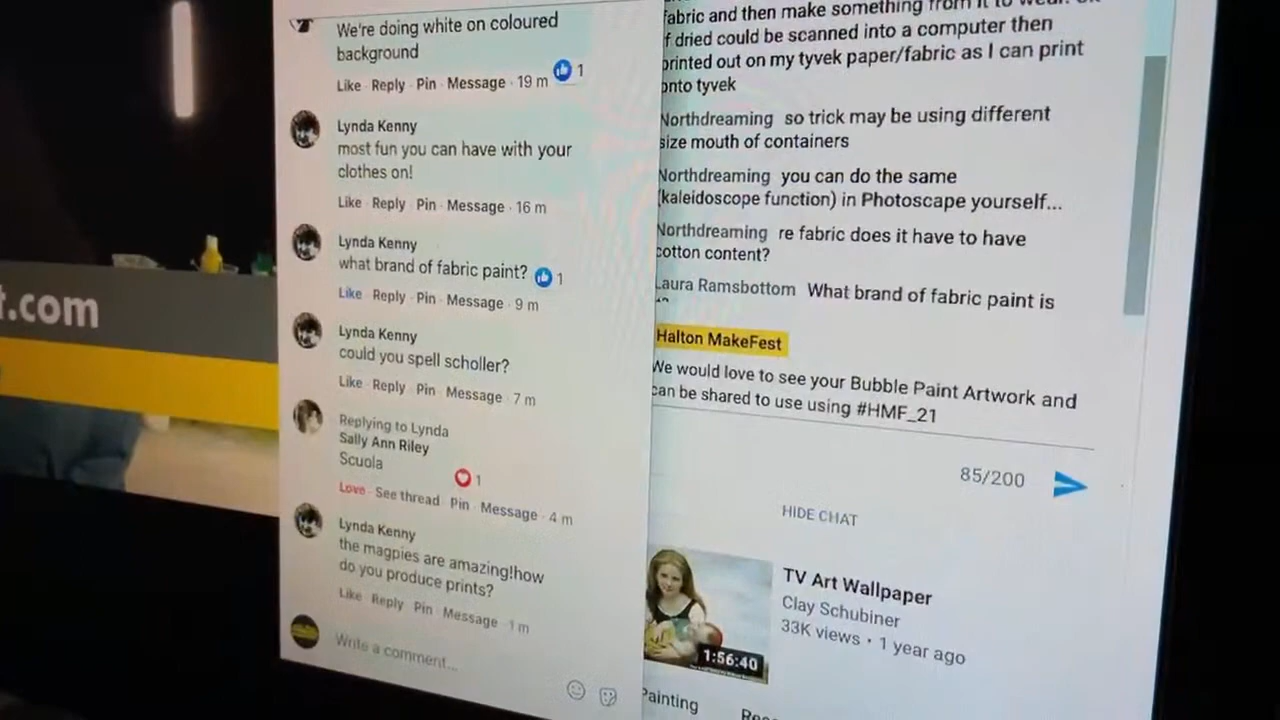 t.com
We're doing white on coloured
background
Like Reply Pin Message · 19 m 1
Lynda Kenny
most fun you can have with your
clothes on!
Like · Reply · Pin · Message · 16 m
Lynda Kenny
what brand of fabric paint? 1
Like · Reply · Pin · Message · 9 m
Lynda Kenny
could you spell scholler?
Like · Reply · Pin · Message · 7 m
Replying to Lynda
Sally Ann Riley
Scuola
1
Love · See thread · Pin · Message · 4 m
Lynda Kenny
the magpies are amazing!how
do you produce prints?
Like Reply Pin Message · 1 m
Write a comment...
fabric and then make something from it to wear.
f dried could be scanned into a computer then
printed out on my tyvek paper/fabric as I can print
onto tyvek
Northdreaming so trick may be using different
size mouth of containers
Northdreaming you can do the same
(kaleidoscope function) in Photoscape yourself...
Northdreaming re fabric does it have to have
cotton content?
Laura Ramsbottom What brand of fabric paint is
Halton MakeFest
We would love to see your Bubble Paint Artwork and
can be shared to use using #HMF_21
85/200
HIDE CHAT
TV Art Wallpaper
Clay Schubiner
33K views · 1 year ago
1:56:40
Painting